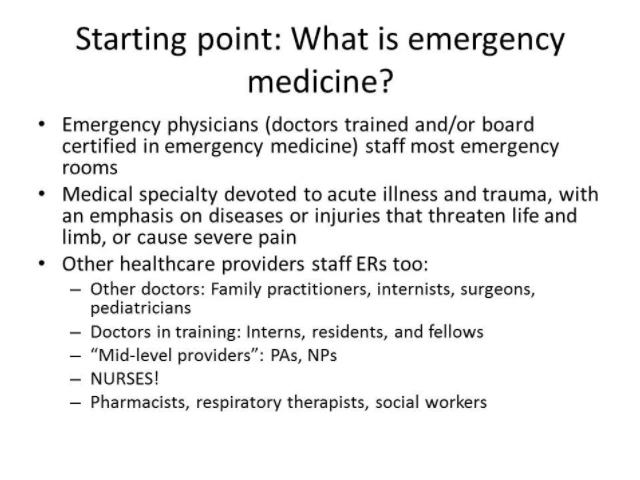 Starting point: What is emergency
medicine?
• Emergency physicians (doctors trained and/or board
certified in emergency medicine) staff most emergency
rooms
• Medical specialty devoted to acute illness and trauma, with
an emphasis on diseases or injuries that threaten life and
limb, or cause severe pain
• Other healthcare providers staff ERs too:
– Other doctors: Family practitioners, internists, surgeons,
pediatricians
– Doctors in training: Interns, residents, and fellows
– “Mid-level providers”: PAs, NPs
– NURSES!
– Pharmacists, respiratory therapists, social workers